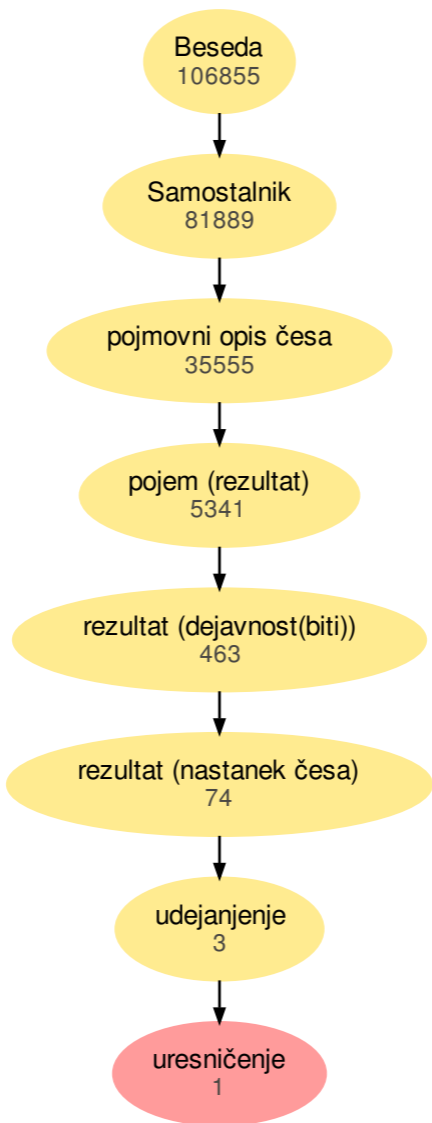 Beseda
106855
Samostalnik
81889
pojmovni opis česa
35555
pojem (rezultat)
5341
rezultat (dejavnost(biti))
463
rezultat (nastanek česa)
74
udejanjenje
3
uresničenje
1